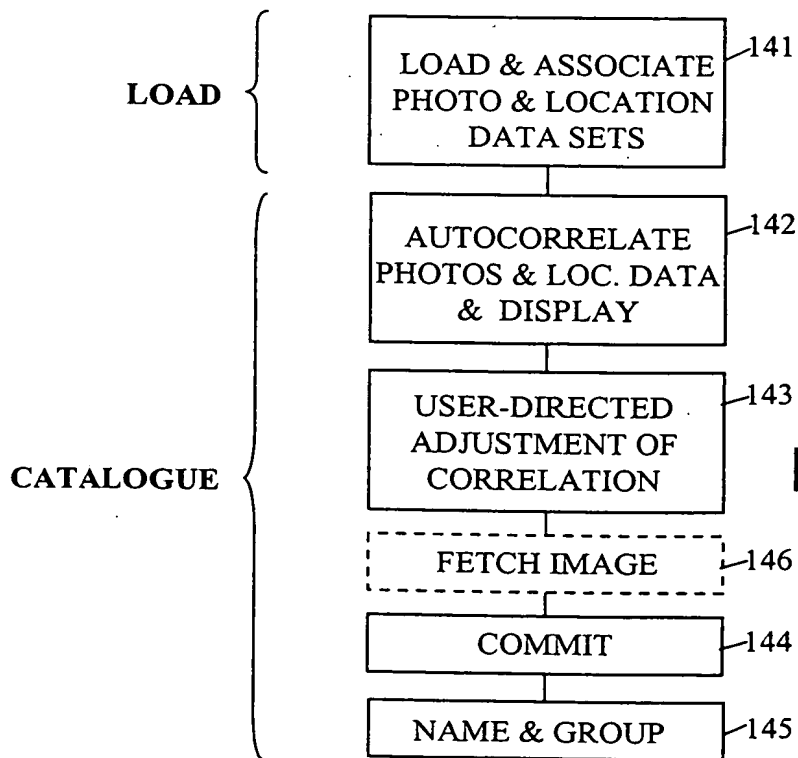 LOAD
LOAD & ASSOCIATE
PHOTO & LOCATION
DATA SETS
141
CATALOGUE
AUTOCORRELATE
PHOTOS & LOC. DATA
& DISPLAY
142
USER-DIRECTED
ADJUSTMENT OF
CORRELATION
143
FETCH IMAGE
146
COMMIT
144
NAME & GROUP
145